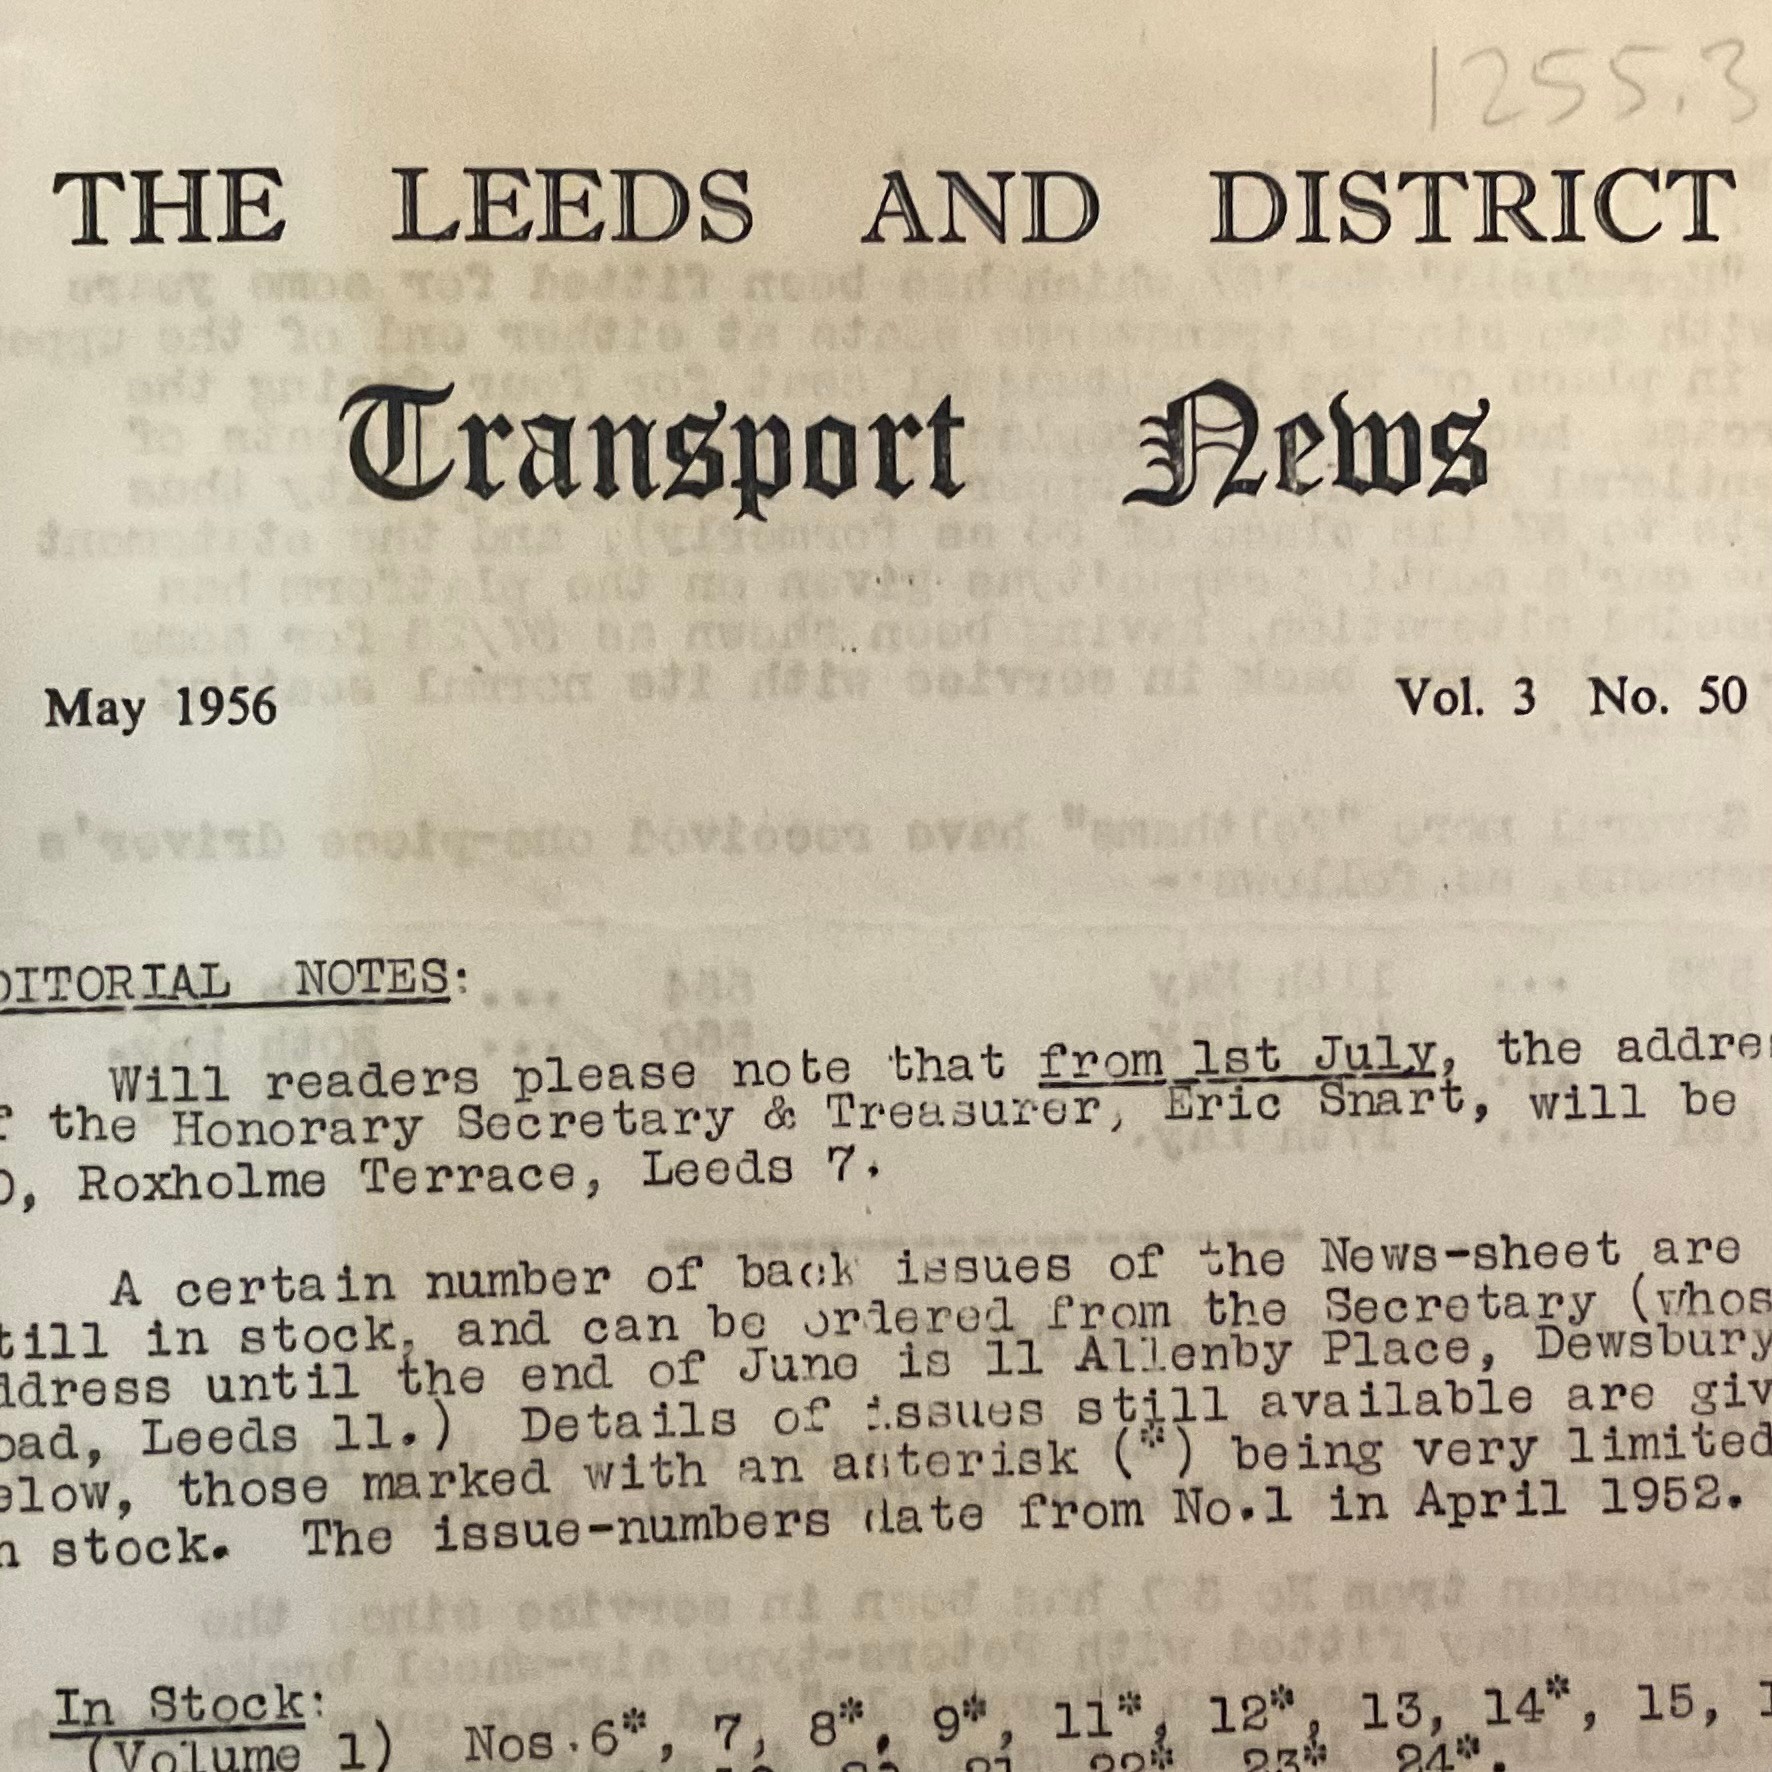 1255.3
THE LEEDS AND DISTRICT
Transport News
May 1956 Vol. 3 No. 50
DITORIAL NOTES:
Will readers please note that from 1st July, the addre
f the Honorary Secretary & Treasurer, Eric Snart, will be
, Roxholme Terrace, Leeds 7.
A certain number of back issues of the News-sheet are
till in stock, and can be ordered from the Secretary (whos
ddress until the end of June is 11 Allenby Place, Dewsbury
oad, Leeds 11.) Details of issues still available are giv
elow, those marked with an asterisk (*) being very limited
n stock. The issue-numbers date from No.1 in April 1952.
In Stock:
(Volume 1) Nos.6*, 7, 8*, 9*, 11*, 12*, 13, 14*, 15, 1
21 22* 23* 24*.